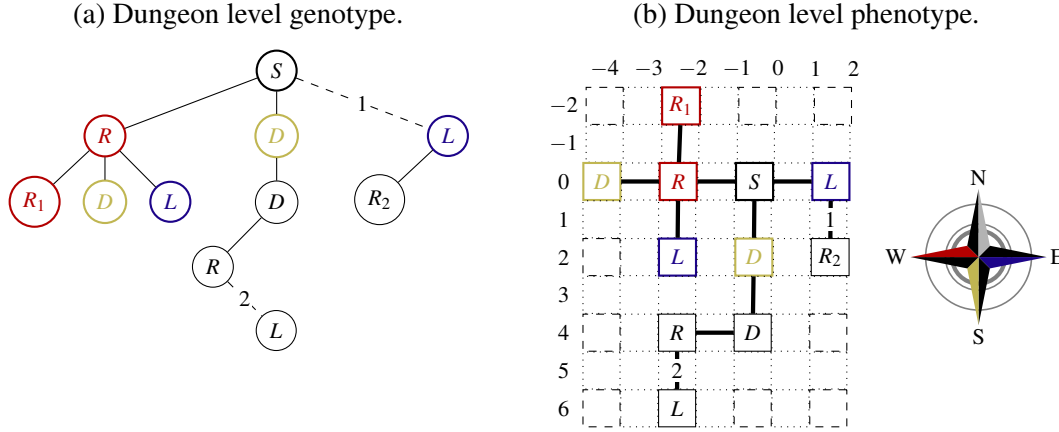 (a) Dungeon level genotype.
S
1
R
D
L
R₁
D
L
D
R₂
R
2
L
(b) Dungeon level phenotype.
−4 −3 −2 −1 0 1 2
−2 R₁
−1
0 D R S L
1 1
2 L D R₂
3
4 R D
5 2
6 L
N
W E
S